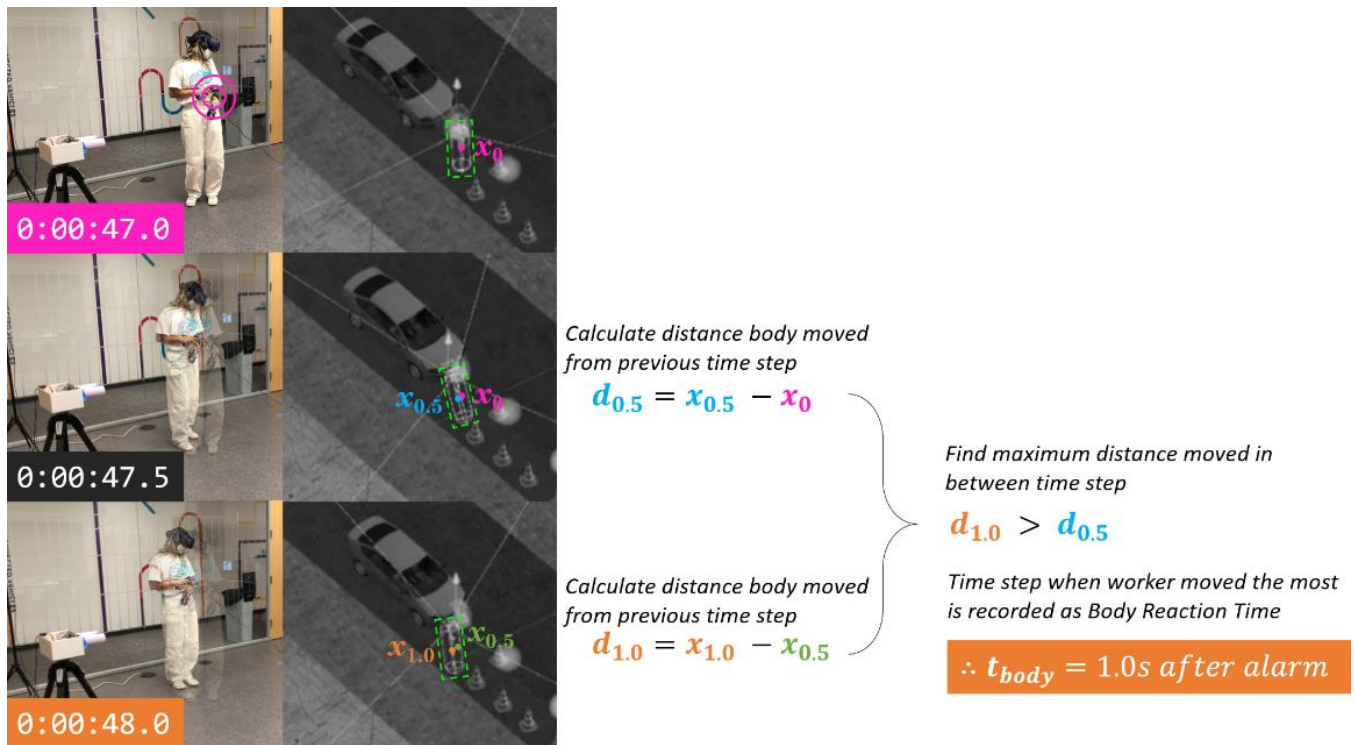 x₀
0:00:47.0
x₀.₅ x₀
0:00:47.5
x₁.₀ x₀.₅
0:00:48.0
Calculate distance body moved
from previous time step
d₀.₅ = x₀.₅ − x₀
Calculate distance body moved
from previous time step
d₁.₀ = x₁.₀ − x₀.₅
Find maximum distance moved in
between time step
d₁.₀ > d₀.₅
Time step when worker moved the most
is recorded as Body Reaction Time
∴ t_body = 1.0s after alarm